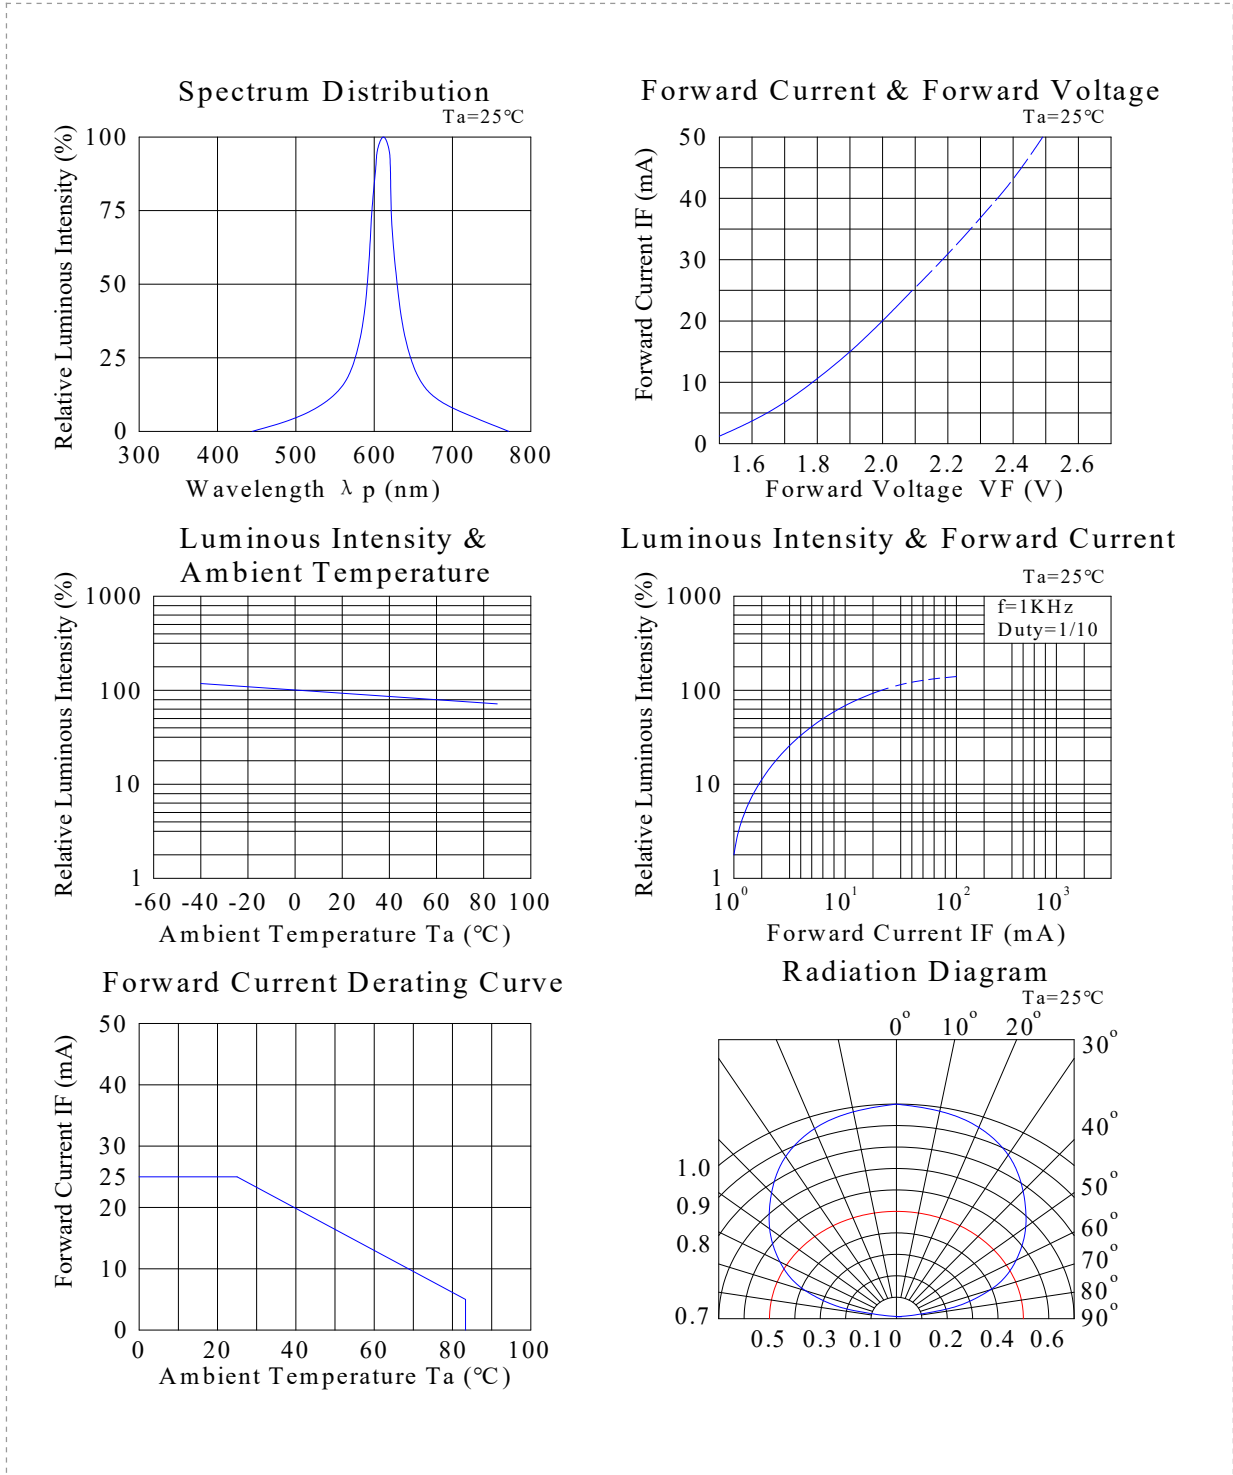 Spectrum Distribution
Ta=25℃
Relative Luminous Intensity (%)
100
75
50
25
0
300 400 500 600 700 800
Wavelength λ p (nm)
Forward Current & Forward Voltage
Ta=25℃
Forward Current IF (mA)
50
40
30
20
10
0
1.6 1.8 2.0 2.2 2.4 2.6
Forward Voltage VF (V)
Luminous Intensity &
Ambient Temperature
Relative Luminous Intensity (%)
1000
100
10
1
-60 -40 -20 0 20 40 60 80 100
Ambient Temperature Ta (℃)
Luminous Intensity & Forward Current
Ta=25℃
Relative Luminous Intensity (%)
f=1KHz
Duty=1/10
1000
100
10
1
10⁰ 10¹ 10² 10³
Forward Current IF (mA)
Forward Current Derating Curve
Forward Current IF (mA)
50
40
30
25
20
10
0
0 20 40 60 80 100
Ambient Temperature Ta (℃)
Radiation Diagram
Ta=25℃
0° 10° 20°
30°
40°
50°
60°
70°
80°
90°
1.0
0.9
0.8
0.7
0.5 0.3 0.1 0 0.2 0.4 0.6